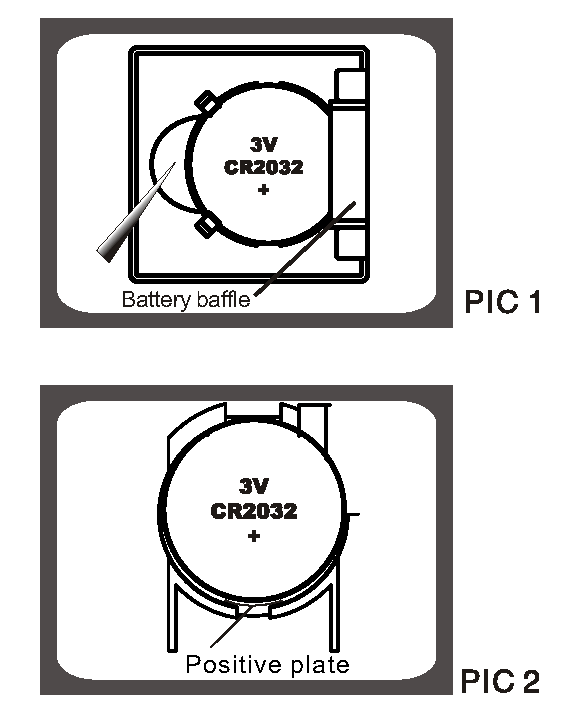 3V
CR2032
+
Battery baffle
PIC 1
3V
CR2032
+
Positive plate
PIC 2